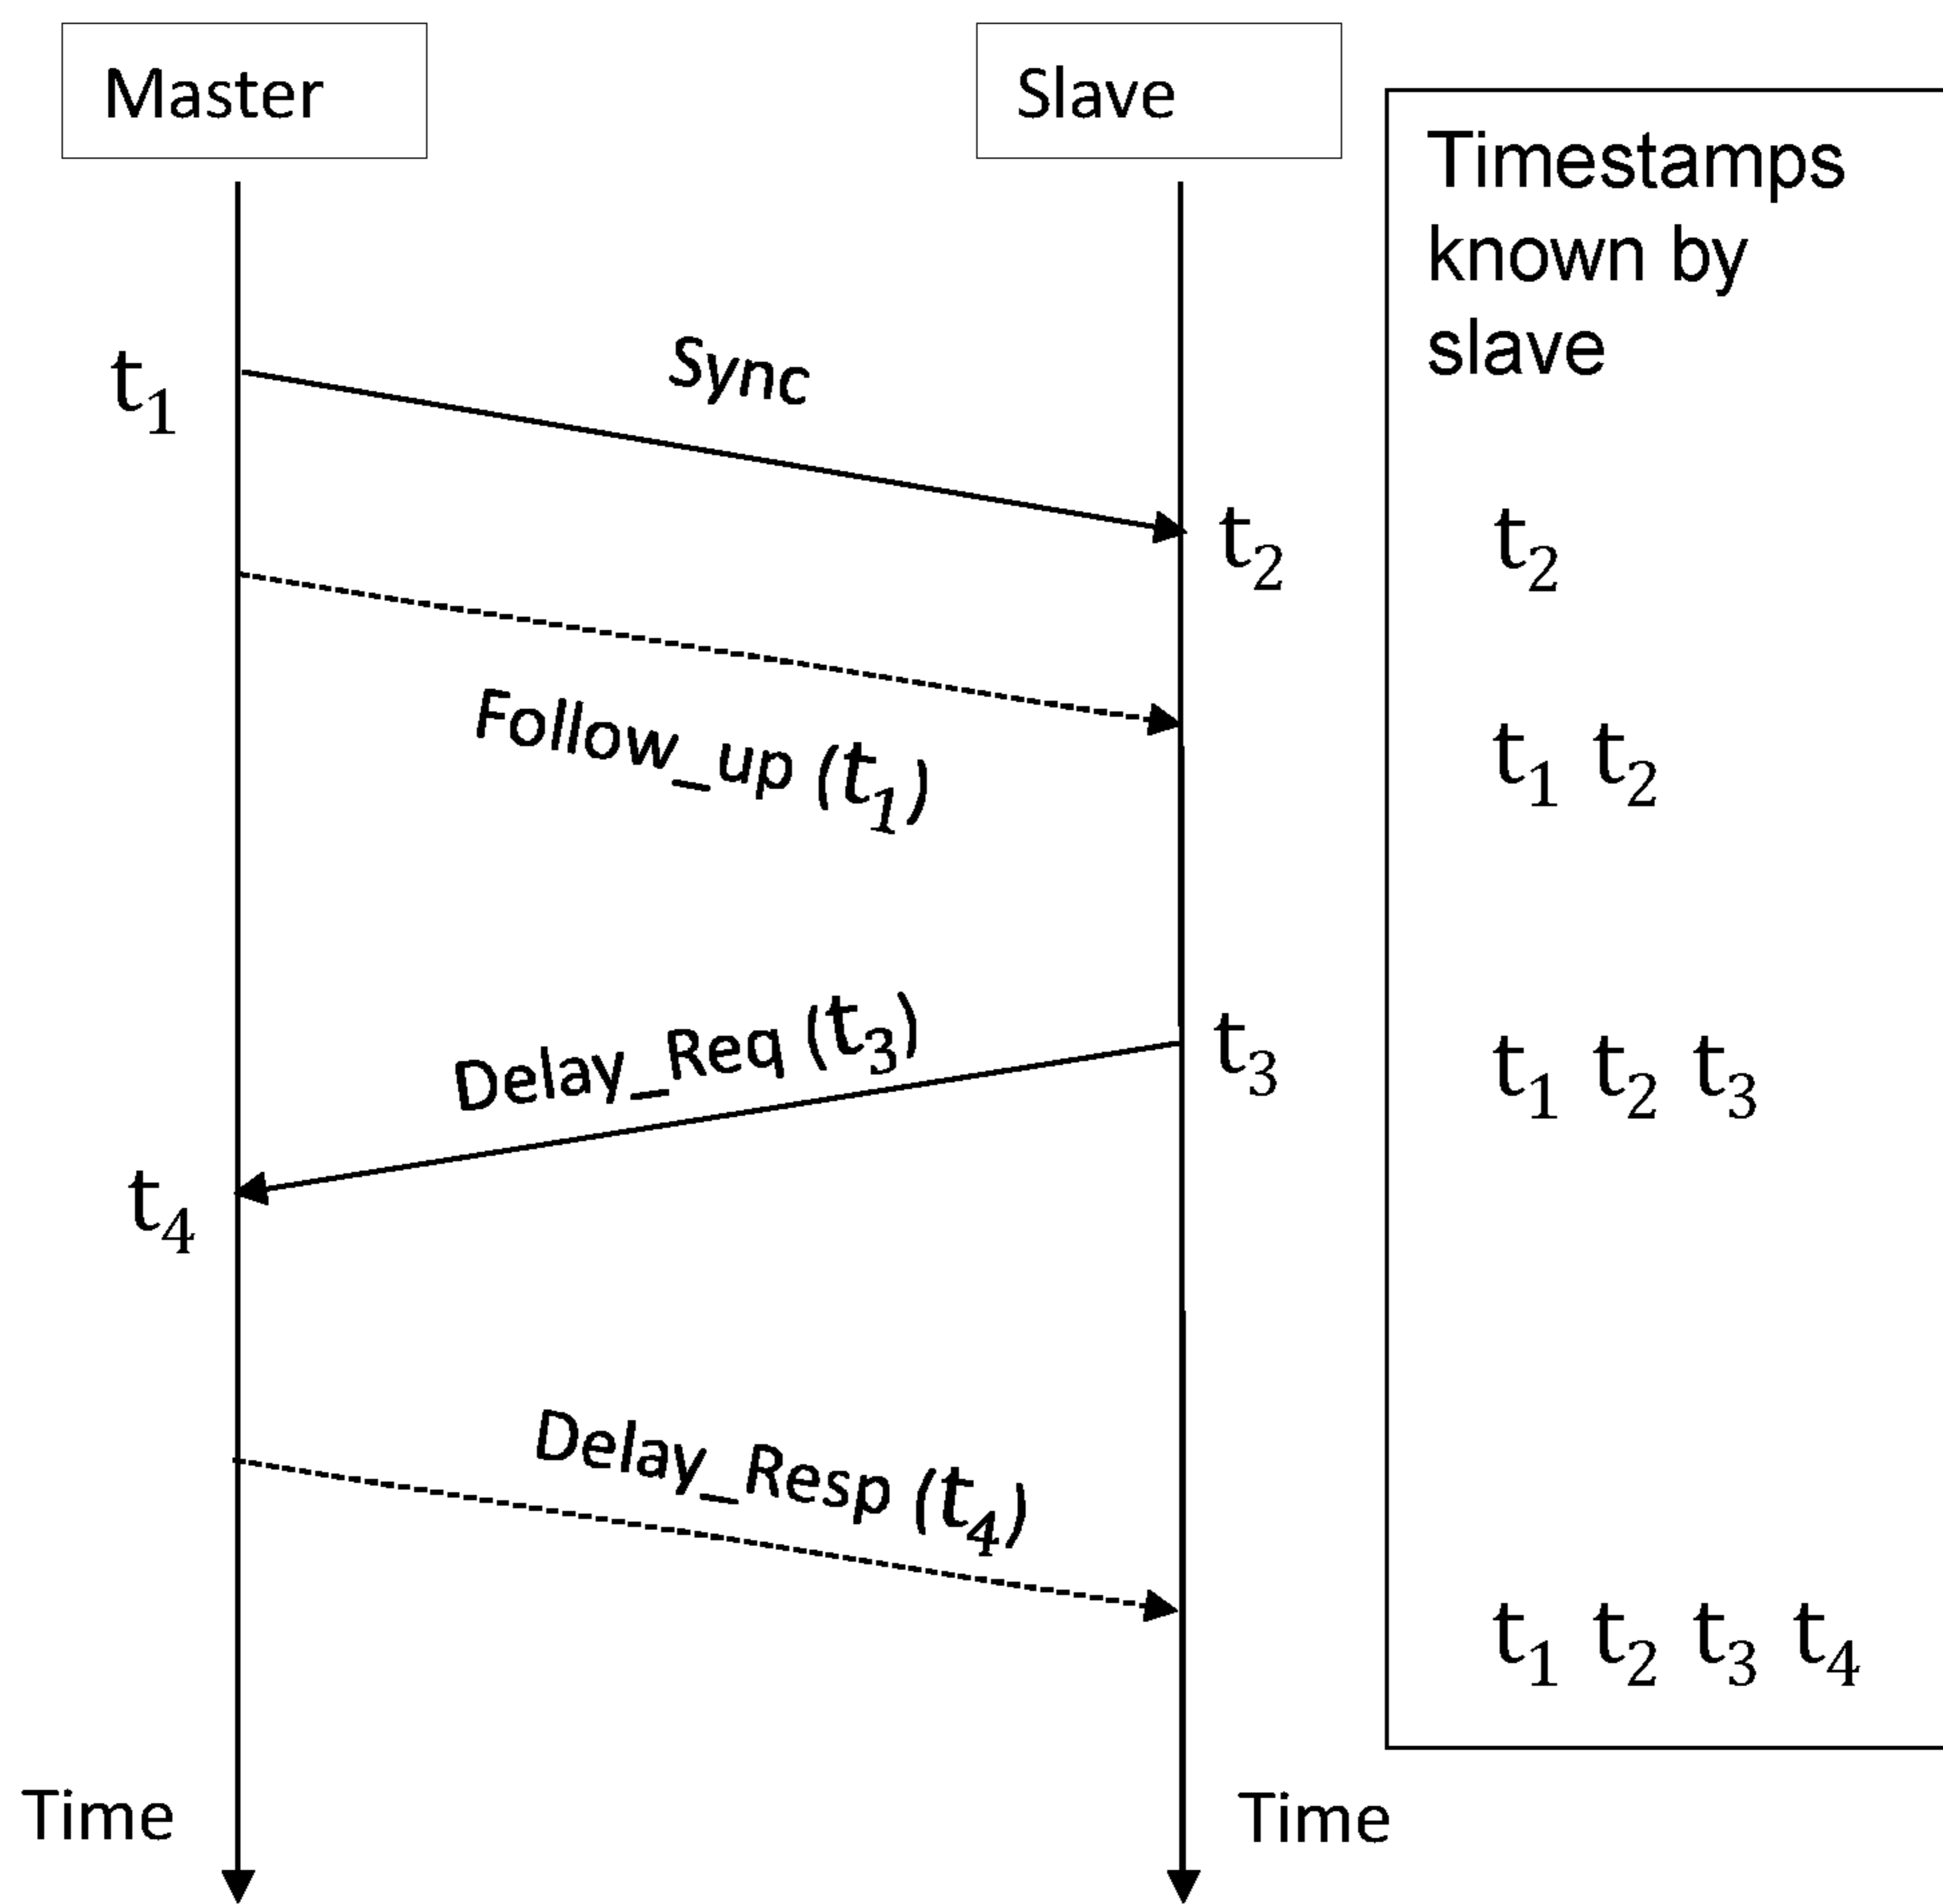 Master
Slave
Timestamps
known by
slave
t₁
Sync
t₂
t₂
Follow_up (t₁)
t₁ t₂
Delay_Req (t₃)
t₃
t₁ t₂ t₃
t₄
Delay_Resp (t₄)
t₁ t₂ t₃ t₄
Time
Time